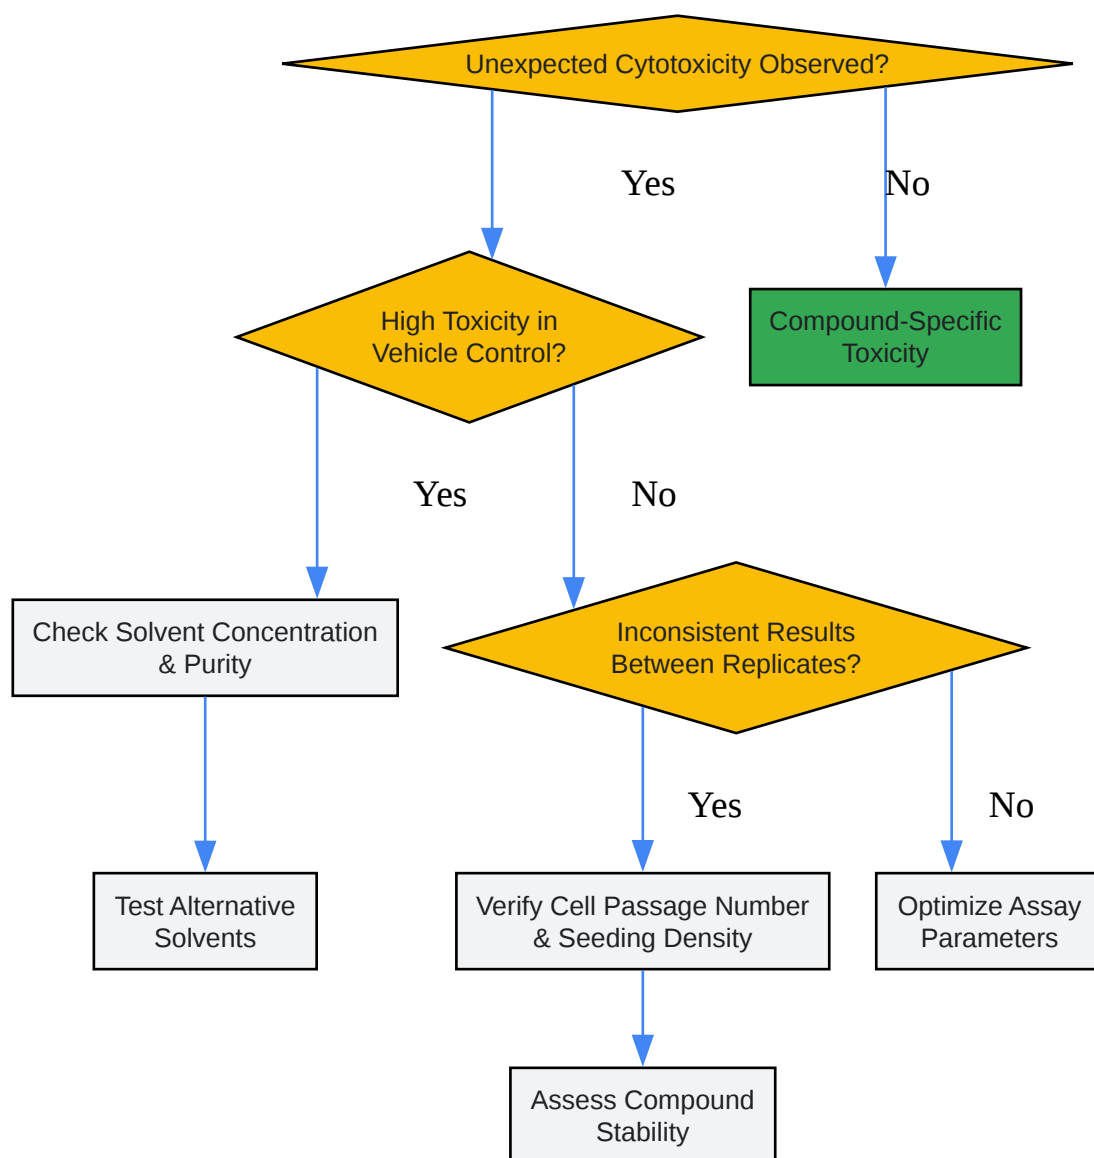 Unexpected Cytotoxicity Observed?
Yes
No
High Toxicity in
Vehicle Control?
Compound-Specific
Toxicity
Yes
No
Check Solvent Concentration
& Purity
Inconsistent Results
Between Replicates?
Yes
No
Test Alternative
Solvents
Verify Cell Passage Number
& Seeding Density
Optimize Assay
Parameters
Assess Compound
Stability